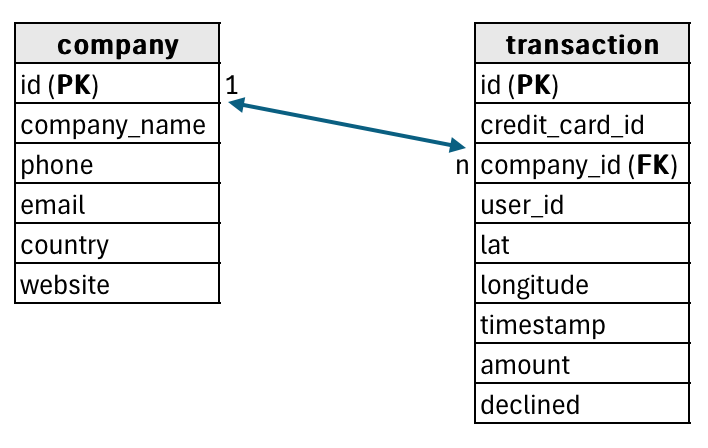 company
id (PK)
company_name
phone
email
country
website
1
n
transaction
id (PK)
credit_card_id
company_id (FK)
user_id
lat
longitude
timestamp
amount
declined